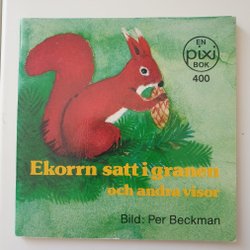 EN
pixi
BOK
400
Ekorrn satt i granen
och andra visor
Bild: Per Beckman